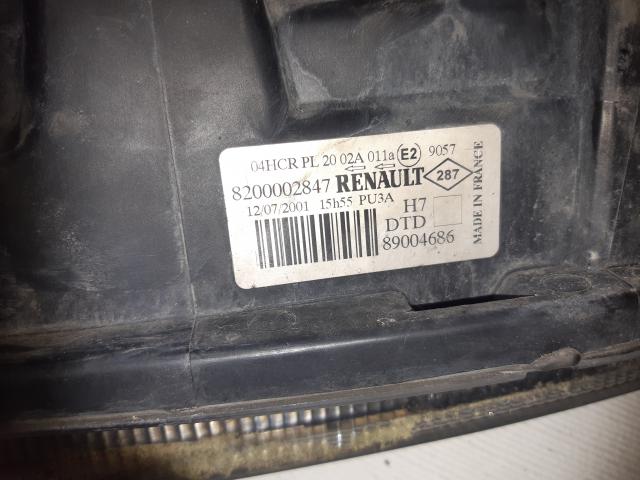 04HCR PL 20 02A 011a E2 9057
8200002847 RENAULT 287
12/07/2001 15h55 PU3A H7
DTD
89004686
MADE IN FRANCE